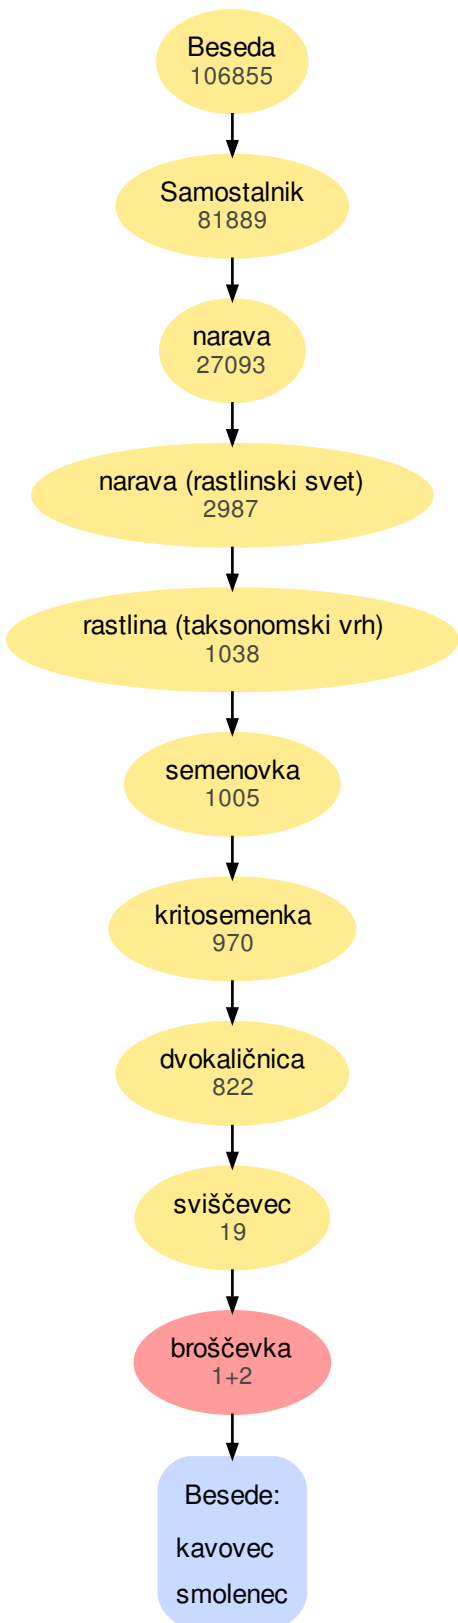 Beseda
106855
Samostalnik
81889
narava
27093
narava (rastlinski svet)
2987
rastlina (taksonomski vrh)
1038
semenovka
1005
kritosemenka
970
dvokaličnica
822
sviščevec
19
broščevka
1+2
Besede:
kavovec
smolenec